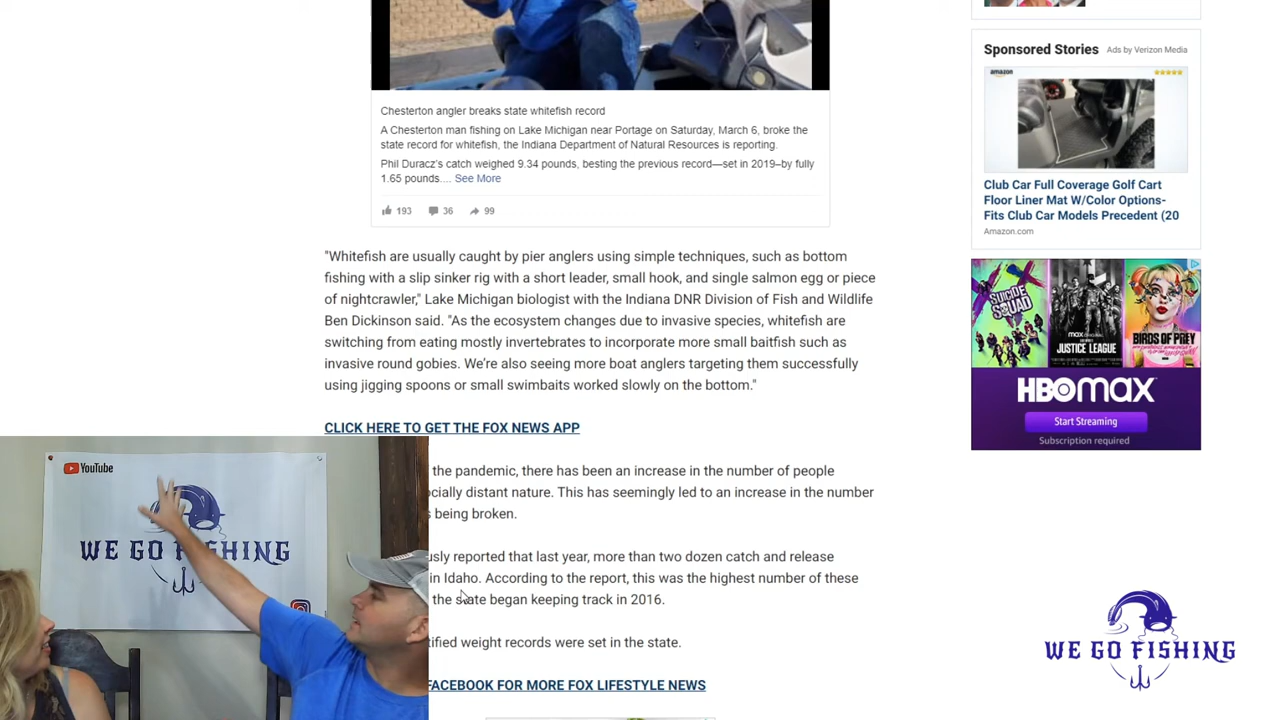 Chesterton angler breaks state whitefish record
A Chesterton man fishing on Lake Michigan near Portage on Saturday, March 6, broke the
state record for whitefish, the Indiana Department of Natural Resources is reporting.
Phil Duracz's catch weighed 9.34 pounds, besting the previous record—set in 2019–by fully
1.65 pounds.... See More
193 36 99
"Whitefish are usually caught by pier anglers using simple techniques, such as bottom
fishing with a slip sinker rig with a short leader, small hook, and single salmon egg or piece
of nightcrawler," Lake Michigan biologist with the Indiana DNR Division of Fish and Wildlife
Ben Dickinson said. "As the ecosystem changes due to invasive species, whitefish are
switching from eating mostly invertebrates to incorporate more small baitfish such as
invasive round gobies. We're also seeing more boat anglers targeting them successfully
using jigging spoons or small swimbaits worked slowly on the bottom."
CLICK HERE TO GET THE FOX NEWS APP
the pandemic, there has been an increase in the number of people
distant nature. This has seemingly led to an increase in the number
being broken.
reported that last year, more than two dozen catch and release
in Idaho. According to the report, this was the highest number of these
the state began keeping track in 2016.
weight records were set in the state.
FACEBOOK FOR MORE FOX LIFESTYLE NEWS
Sponsored Stories Ads by Verizon Media
amazon
Club Car Full Coverage Golf Cart
Floor Liner Mat W/Color Options-
Fits Club Car Models Precedent (20
Amazon.com
SUICIDE
SQUAD
max
JUSTICE LEAGUE
BIRDS OF PREY
HBOmax
Start Streaming
Subscription required
YouTube
WE GO FISHING
WE GO FISHING